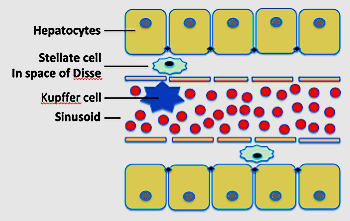 Hepatocytes
Stellate cell
In space of Disse
Kupffer cell
Sinusoid